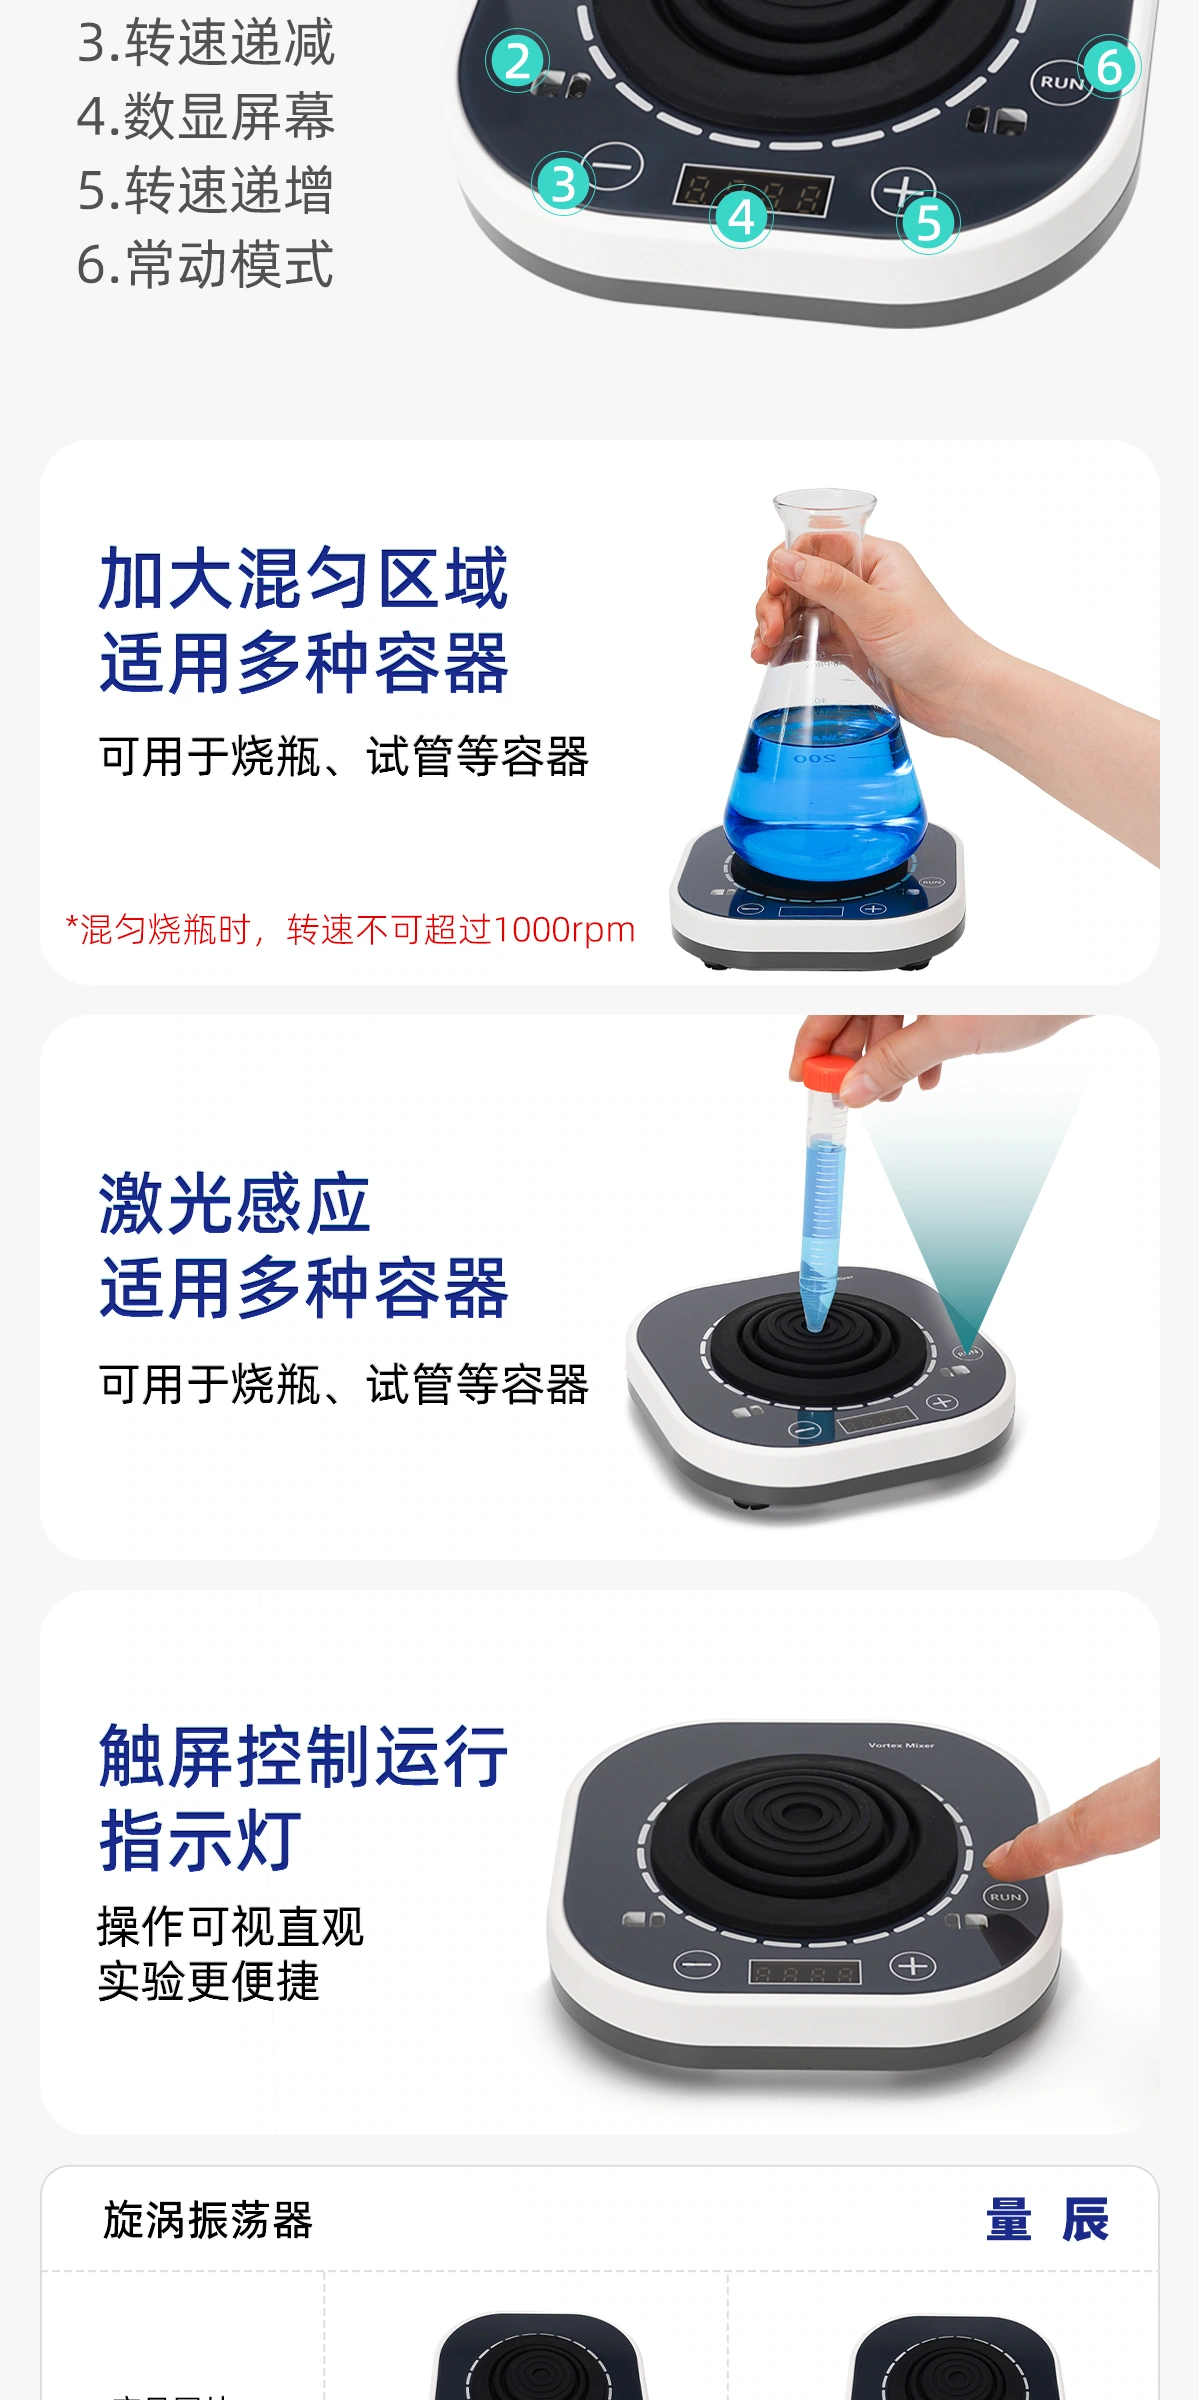 3.转速递减
4.数显屏幕
5.转速递增
6.常动模式
2
RUN
6
3
4
5
加大混匀区域
适用多种容器
可用于烧瓶、试管等容器
200
RUN
*混匀烧瓶时，转速不可超过1000rpm
激光感应
适用多种容器
可用于烧瓶、试管等容器
Mixer
RUN
触屏控制运行
指示灯
操作可视直观
实验更便捷
Vortex Mixer
RUN
旋涡振荡器
量辰